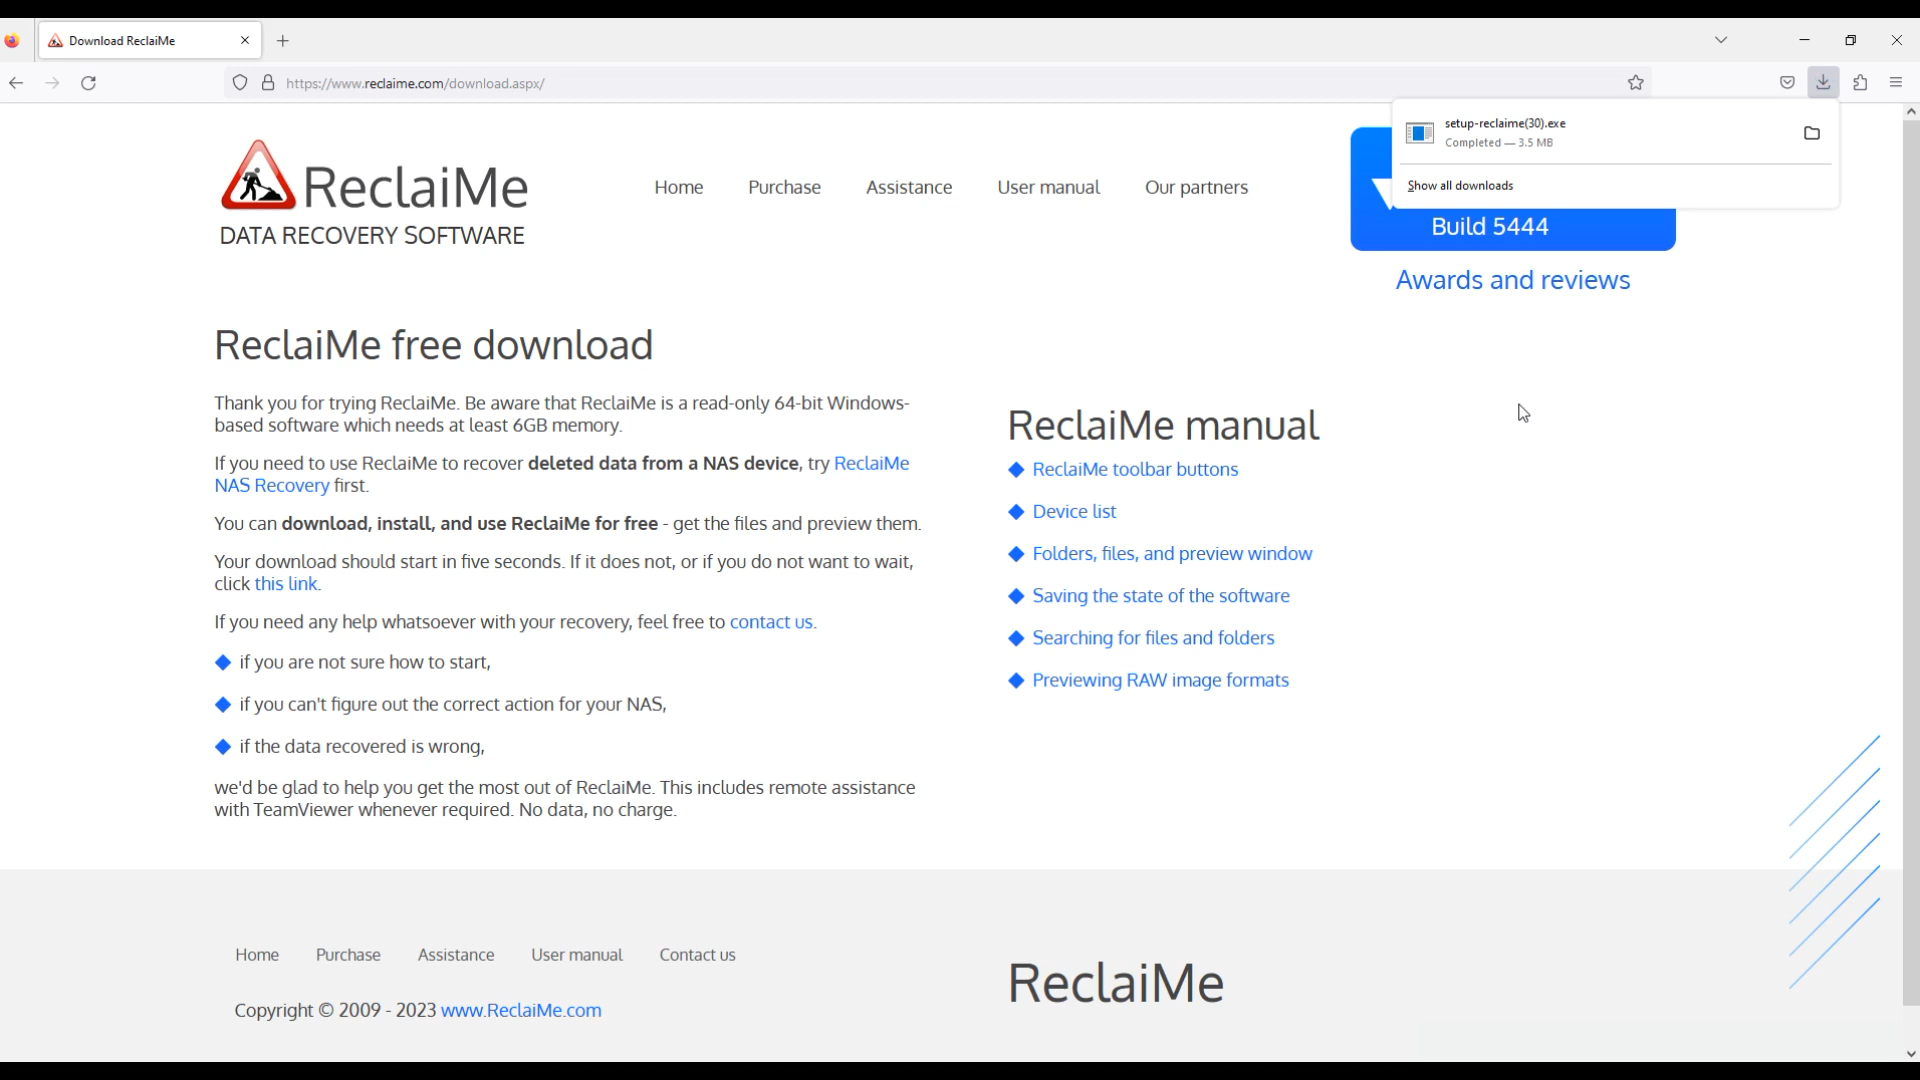 Download ReclaiMe
https://www.reclaime.com/download.aspx/
setup-reclaime(30).exe
Completed — 3.5 MB
Show all downloads
ReclaiMe
DATA RECOVERY SOFTWARE
Home
Purchase
Assistance
User manual
Our partners
Build 5444
Awards and reviews
ReclaiMe free download
Thank you for trying ReclaiMe. Be aware that ReclaiMe is a read-only 64-bit Windows-
based software which needs at least 6GB memory.
If you need to use ReclaiMe to recover deleted data from a NAS device, try ReclaiMe
NAS Recovery first.
You can download, install, and use ReclaiMe for free - get the files and preview them.
Your download should start in five seconds. If it does not, or if you do not want to wait,
click this link.
If you need any help whatsoever with your recovery, feel free to contact us.
if you are not sure how to start,
if you can't figure out the correct action for your NAS,
if the data recovered is wrong,
we'd be glad to help you get the most out of ReclaiMe. This includes remote assistance
with TeamViewer whenever required. No data, no charge.
ReclaiMe manual
ReclaiMe toolbar buttons
Device list
Folders, files, and preview window
Saving the state of the software
Searching for files and folders
Previewing RAW image formats
Home
Purchase
Assistance
User manual
Contact us
Copyright © 2009 - 2023 www.ReclaiMe.com
ReclaiMe